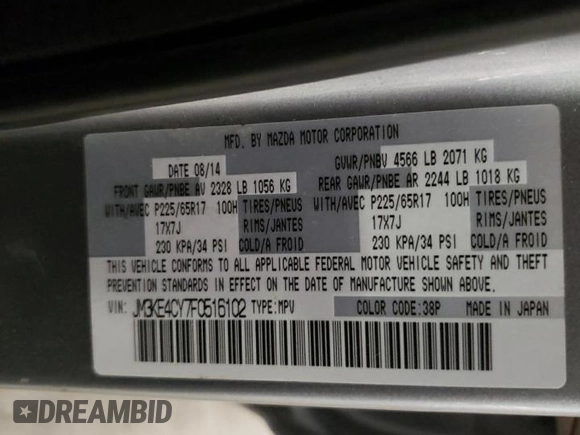 MFD. BY MAZDA MOTOR CORPORATION
DATE 08/14 GVWR/PNBV 4566 LB 2071 KG
FRONT GAWR/PNBE AV 2328 LB 1056 KG REAR GAWR/PNBE AR 2244 LB 1018 KG
WITH/AVEC P225/65R17 100H TIRES/PNEUS WITH/AVEC P225/65R17 100H TIRES/PNEUS
17X7J RIMS/JANTES 17X7J RIMS/JANTES
230 KPA/34 PSI COLD/A FROID 230 KPA/34 PSI COLD/A FROID
THIS VEHICLE CONFORMS TO ALL APPLICABLE FEDERAL MOTOR VEHICLE SAFETY AND THEFT
PREVENTION STANDARDS IN EFFECT ON THE DATE OF MANUFACTURE SHOWN ABOVE.
VIN: JM3KE4CY7F0516102 TYPE:MPV COLOR CODE:38P MADE IN JAPAN
DREAMBID